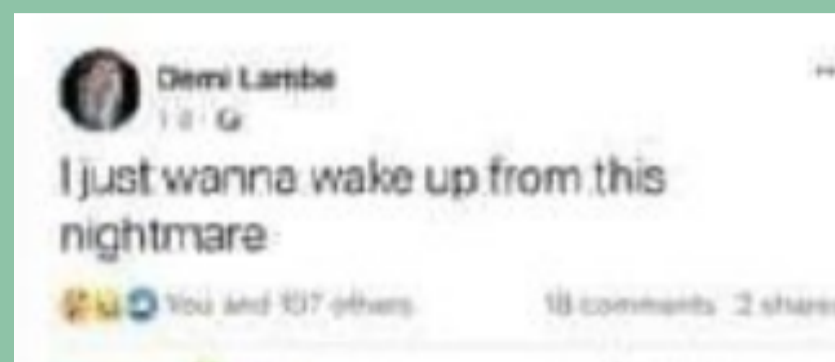 Demi Lambe
I just wanna wake up from this
nightmare
You and 107 others 18 comments 2 shares